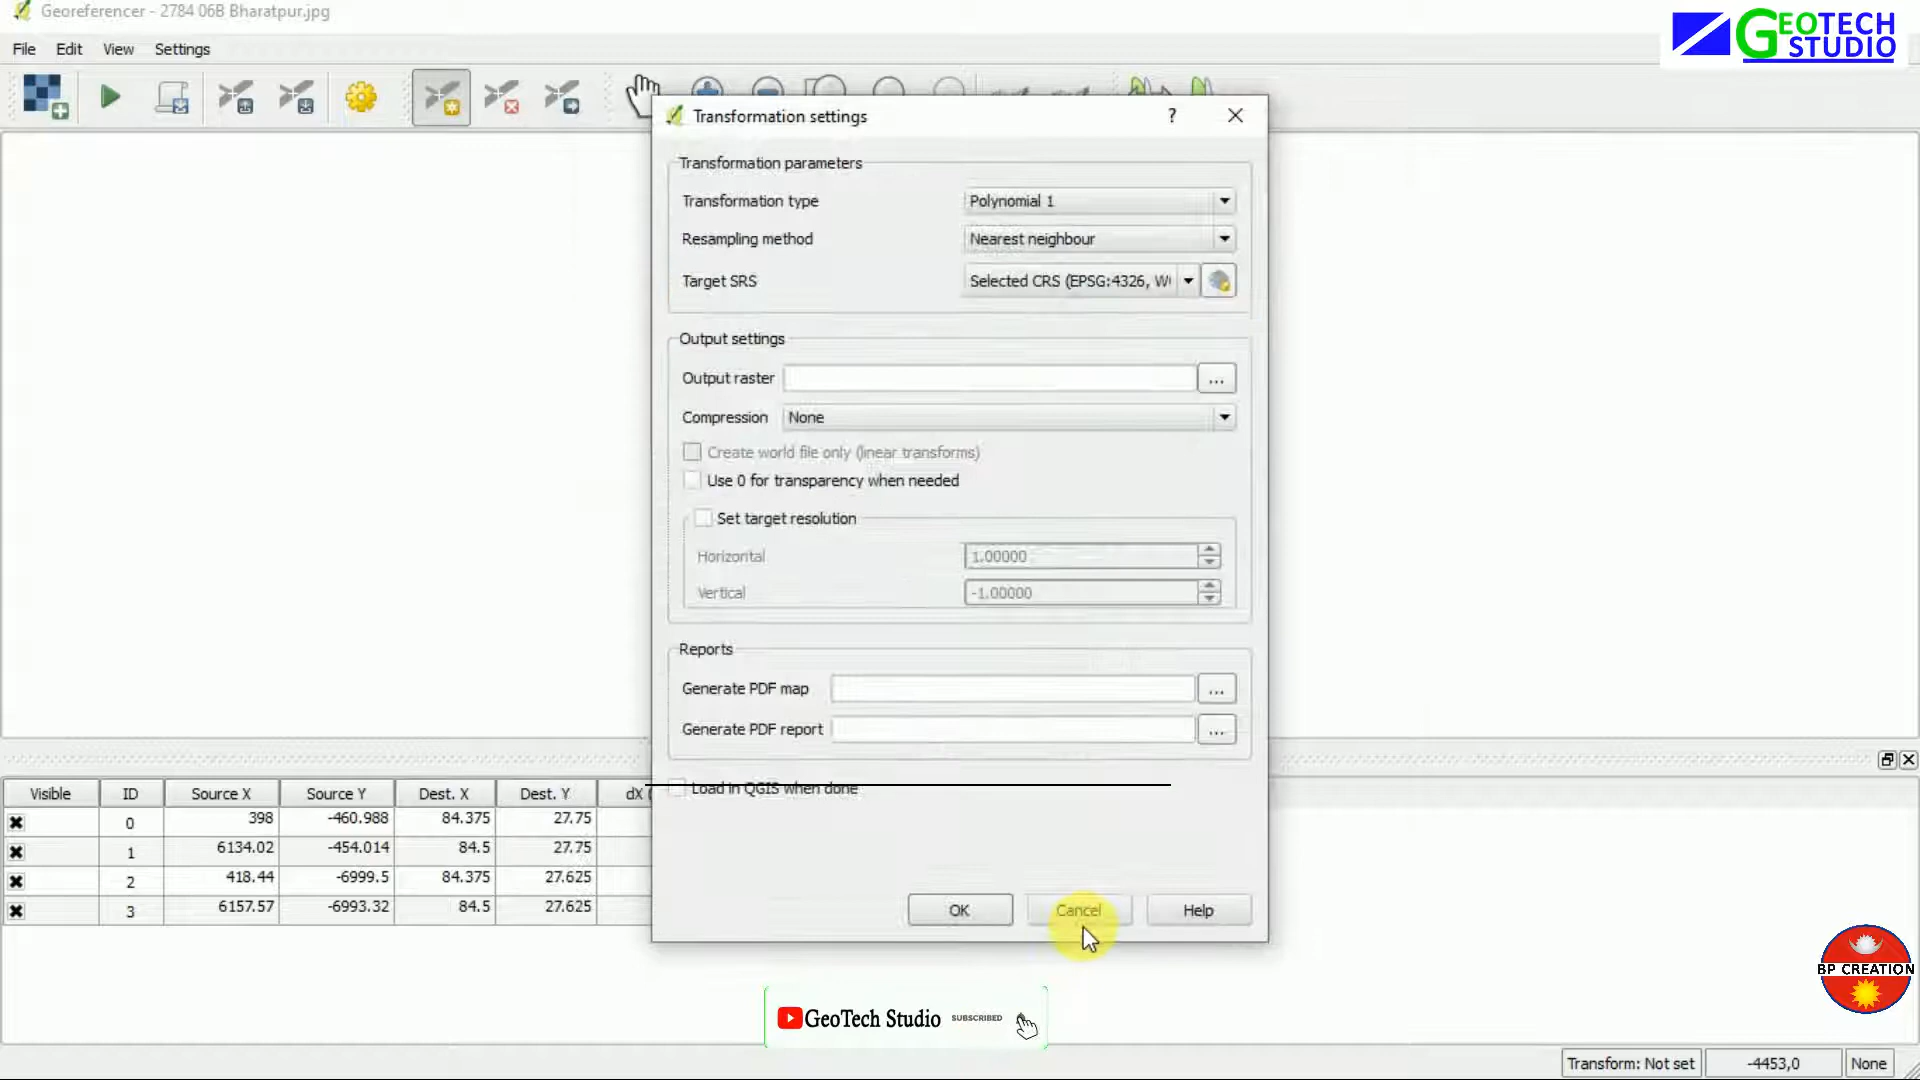 Georeferencer - 2784 06B Bharatpur.jpg
File Edit View Settings
GEOTECH
STUDIO
Transformation settings ?
Transformation parameters
Transformation type Polynomial 1
Resampling method Nearest neighbour
Target SRS Selected CRS (EPSG:4326, W
Output settings
Output raster ...
Compression None
Create world file only (linear transforms)
Use 0 for transparency when needed
Set target resolution
Horizontal 1.00000
Vertical -1.00000
Reports
Generate PDF map ...
Generate PDF report ...
Load in QGIS when done
OK Cancel Help
Visible ID Source X Source Y Dest. X Dest. Y dX (
0 398 -460.988 84.375 27.75
1 6134.02 -454.014 84.5 27.75
2 418.44 -6999.5 84.375 27.625
3 6157.57 -6993.32 84.5 27.625
BP CREATION
GeoTech Studio SUBSCRIBED
Transform: Not set -4453,0 None